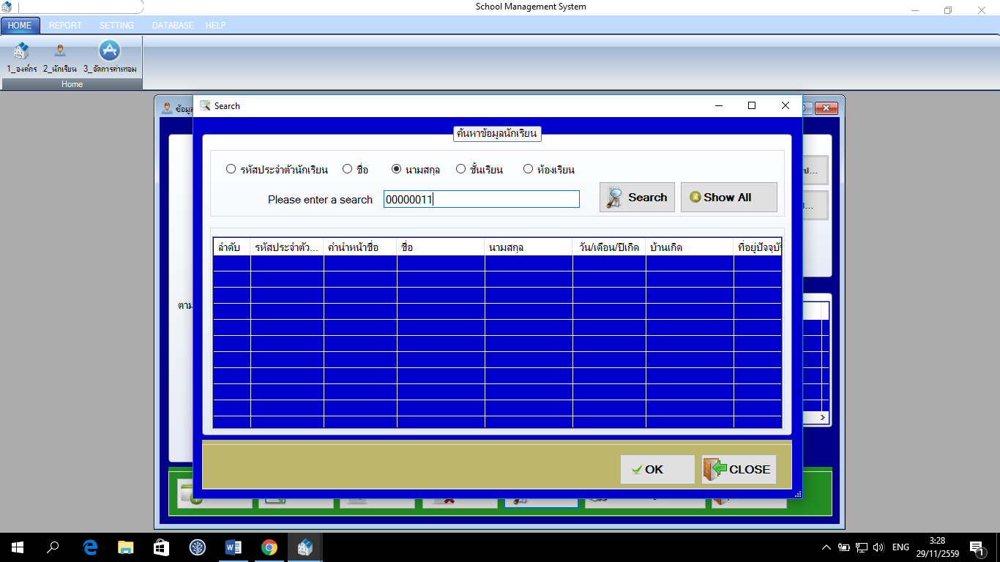 School Management System
HOME REPORT SETTING DATABASE HELP
1_องค์กร 2_นักเรียน 3_จัดการค่าเทอม
Home
Search
ค้นหาข้อมูลนักเรียน
รหัสประจำตัวนักเรียน ชื่อ นามสกุล ชั้นเรียน ห้องเรียน
Please enter a search 00000011 Search Show All
ลำดับ รหัสประจำตัว... คำนำหน้าชื่อ ชื่อ นามสกุล วัน/เดือน/ปีเกิด บ้านเกิด ที่อยู่ปัจจุบั
ตาม
OK CLOSE
ENG 3:28
29/11/2559
1